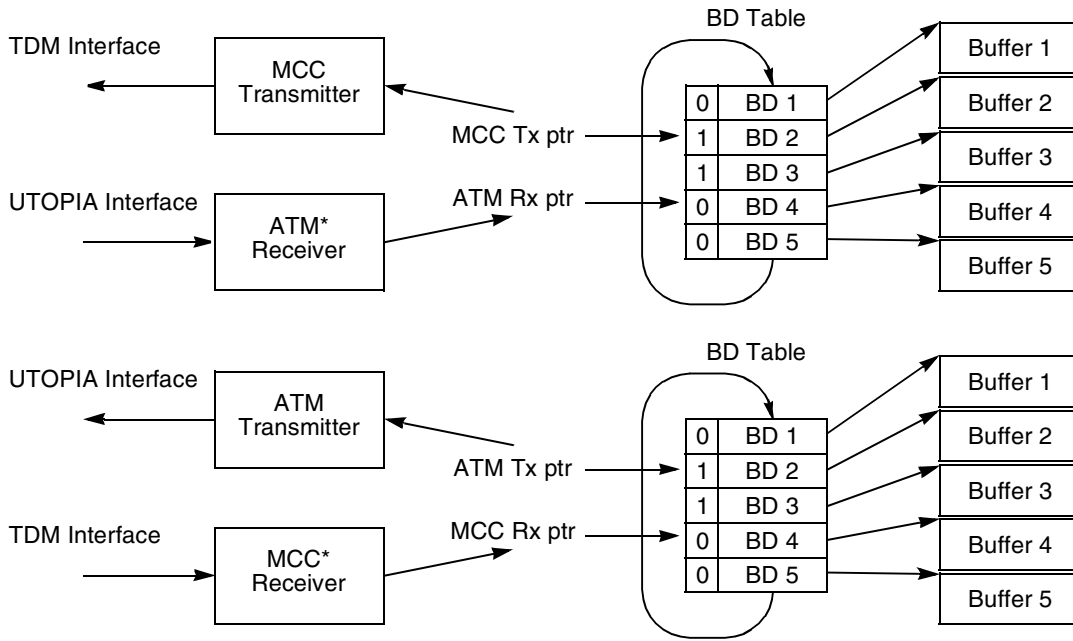 BD Table
TDM Interface
MCC
Transmitter
MCC Tx ptr
0 BD 1
1 BD 2
1 BD 3
0 BD 4
0 BD 5
Buffer 1
Buffer 2
Buffer 3
Buffer 4
Buffer 5
UTOPIA Interface
ATM*
Receiver
ATM Rx ptr
BD Table
UTOPIA Interface
ATM
Transmitter
ATM Tx ptr
0 BD 1
1 BD 2
1 BD 3
0 BD 4
0 BD 5
Buffer 1
Buffer 2
Buffer 3
Buffer 4
Buffer 5
TDM Interface
MCC*
Receiver
MCC Rx ptr